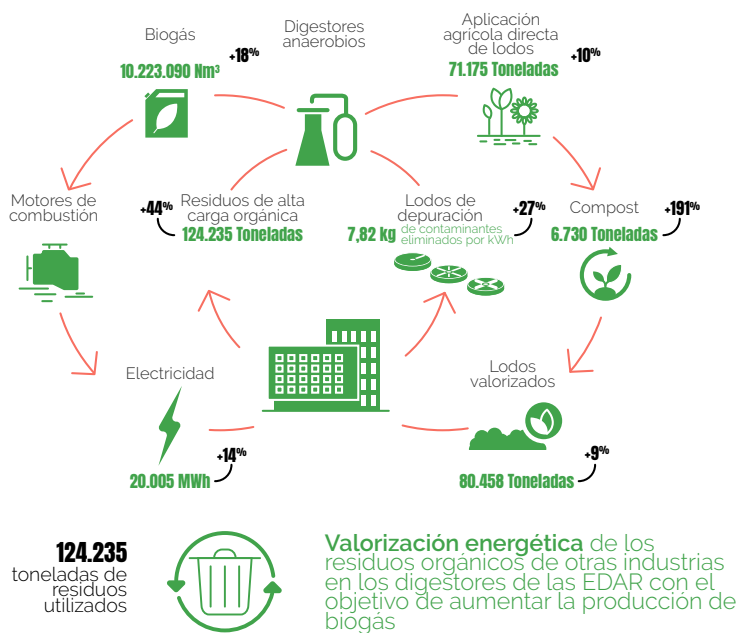 Biogás
10.223.090 Nm³
+18%
Digestores
anaerobios
Aplicación
agrícola directa
de lodos
71.175 Toneladas
+10%
Motores de
combustión
+44%
Residuos de alta
carga orgánica
124.235 Toneladas
Lodos de
depuración
7,82 kg de contaminantes
eliminados por kWh
+27%
Compost
6.730 Toneladas
+191%
Electricidad
20.005 MWh
+14%
Lodos
valorizados
80.458 Toneladas
+9%
124.235
toneladas de
residuos
utilizados
Valorización energética de los
residuos orgánicos de otras industrias
en los digestores de las EDAR con el
objetivo de aumentar la producción de
biogás